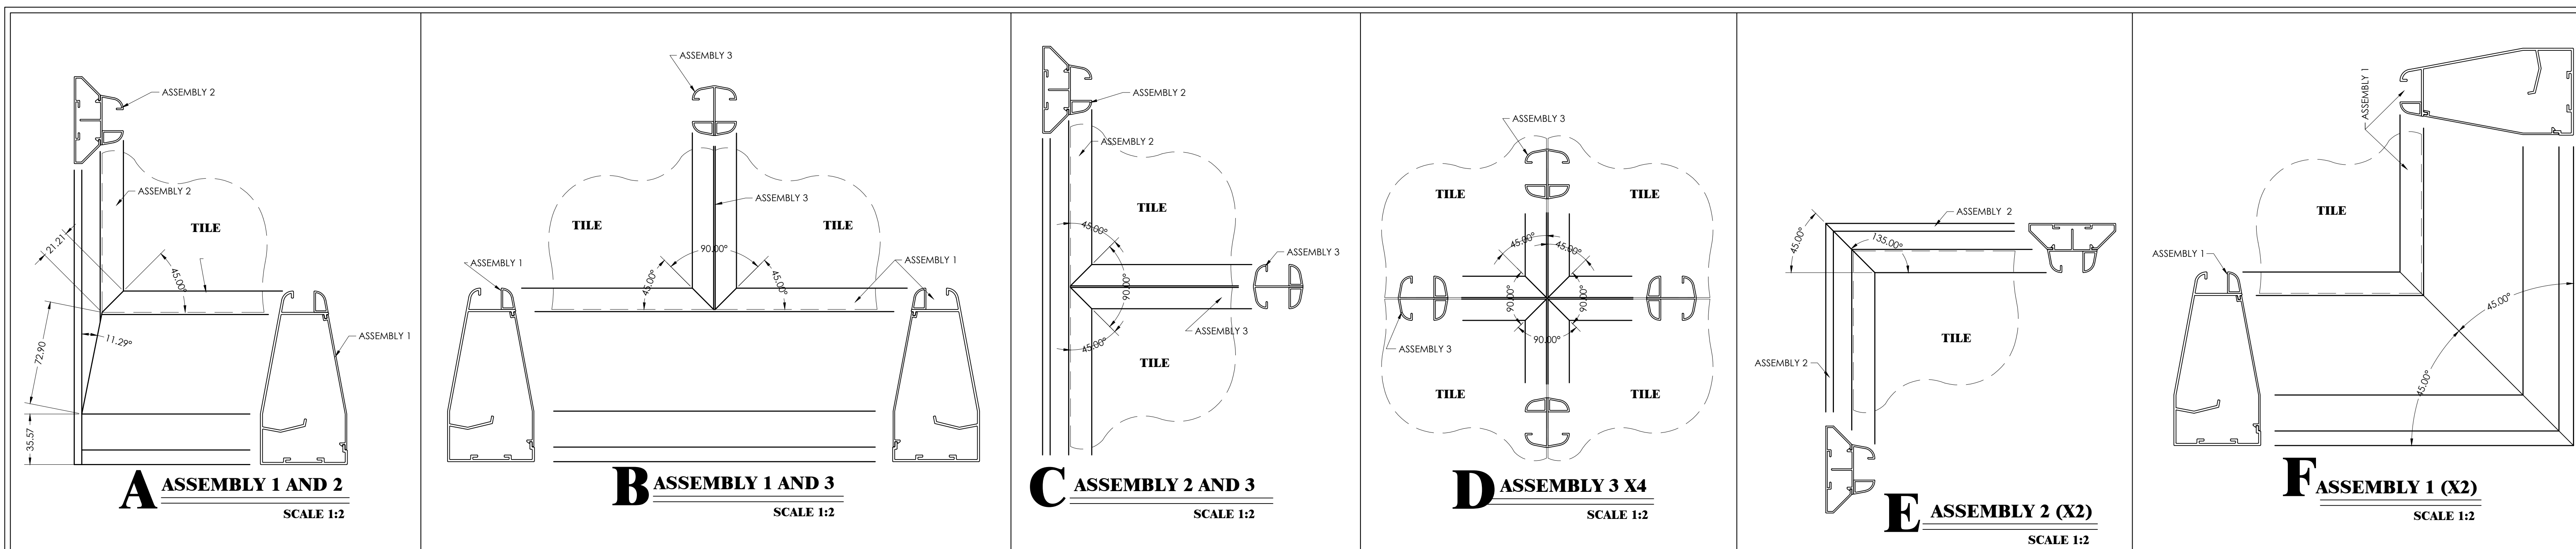 ASSEMBLY 2
ASSEMBLY 2
TILE
21.21
45.00°
72.90
11.29°
ASSEMBLY 1
35.57
A ASSEMBLY 1 AND 2
SCALE 1:2
ASSEMBLY 3
ASSEMBLY 3
TILE
TILE
90.00°
45.00°
45.00°
ASSEMBLY 1
ASSEMBLY 1
B ASSEMBLY 1 AND 3
SCALE 1:2
ASSEMBLY 2
ASSEMBLY 2
TILE
45.00°
ASSEMBLY 3
90.00°
ASSEMBLY 3
45.00°
TILE
C ASSEMBLY 2 AND 3
SCALE 1:2
ASSEMBLY 3
TILE
TILE
45.00°
45.00°
90.00°
90.00°
90.00°
ASSEMBLY 3
TILE
TILE
D ASSEMBLY 3 X4
SCALE 1:2
ASSEMBLY 2
45.00°
135.00°
TILE
ASSEMBLY 2
E ASSEMBLY 2 (X2)
SCALE 1:2
ASSEMBLY 1
TILE
ASSEMBLY 1
45.00°
45.00°
F ASSEMBLY 1 (X2)
SCALE 1:2